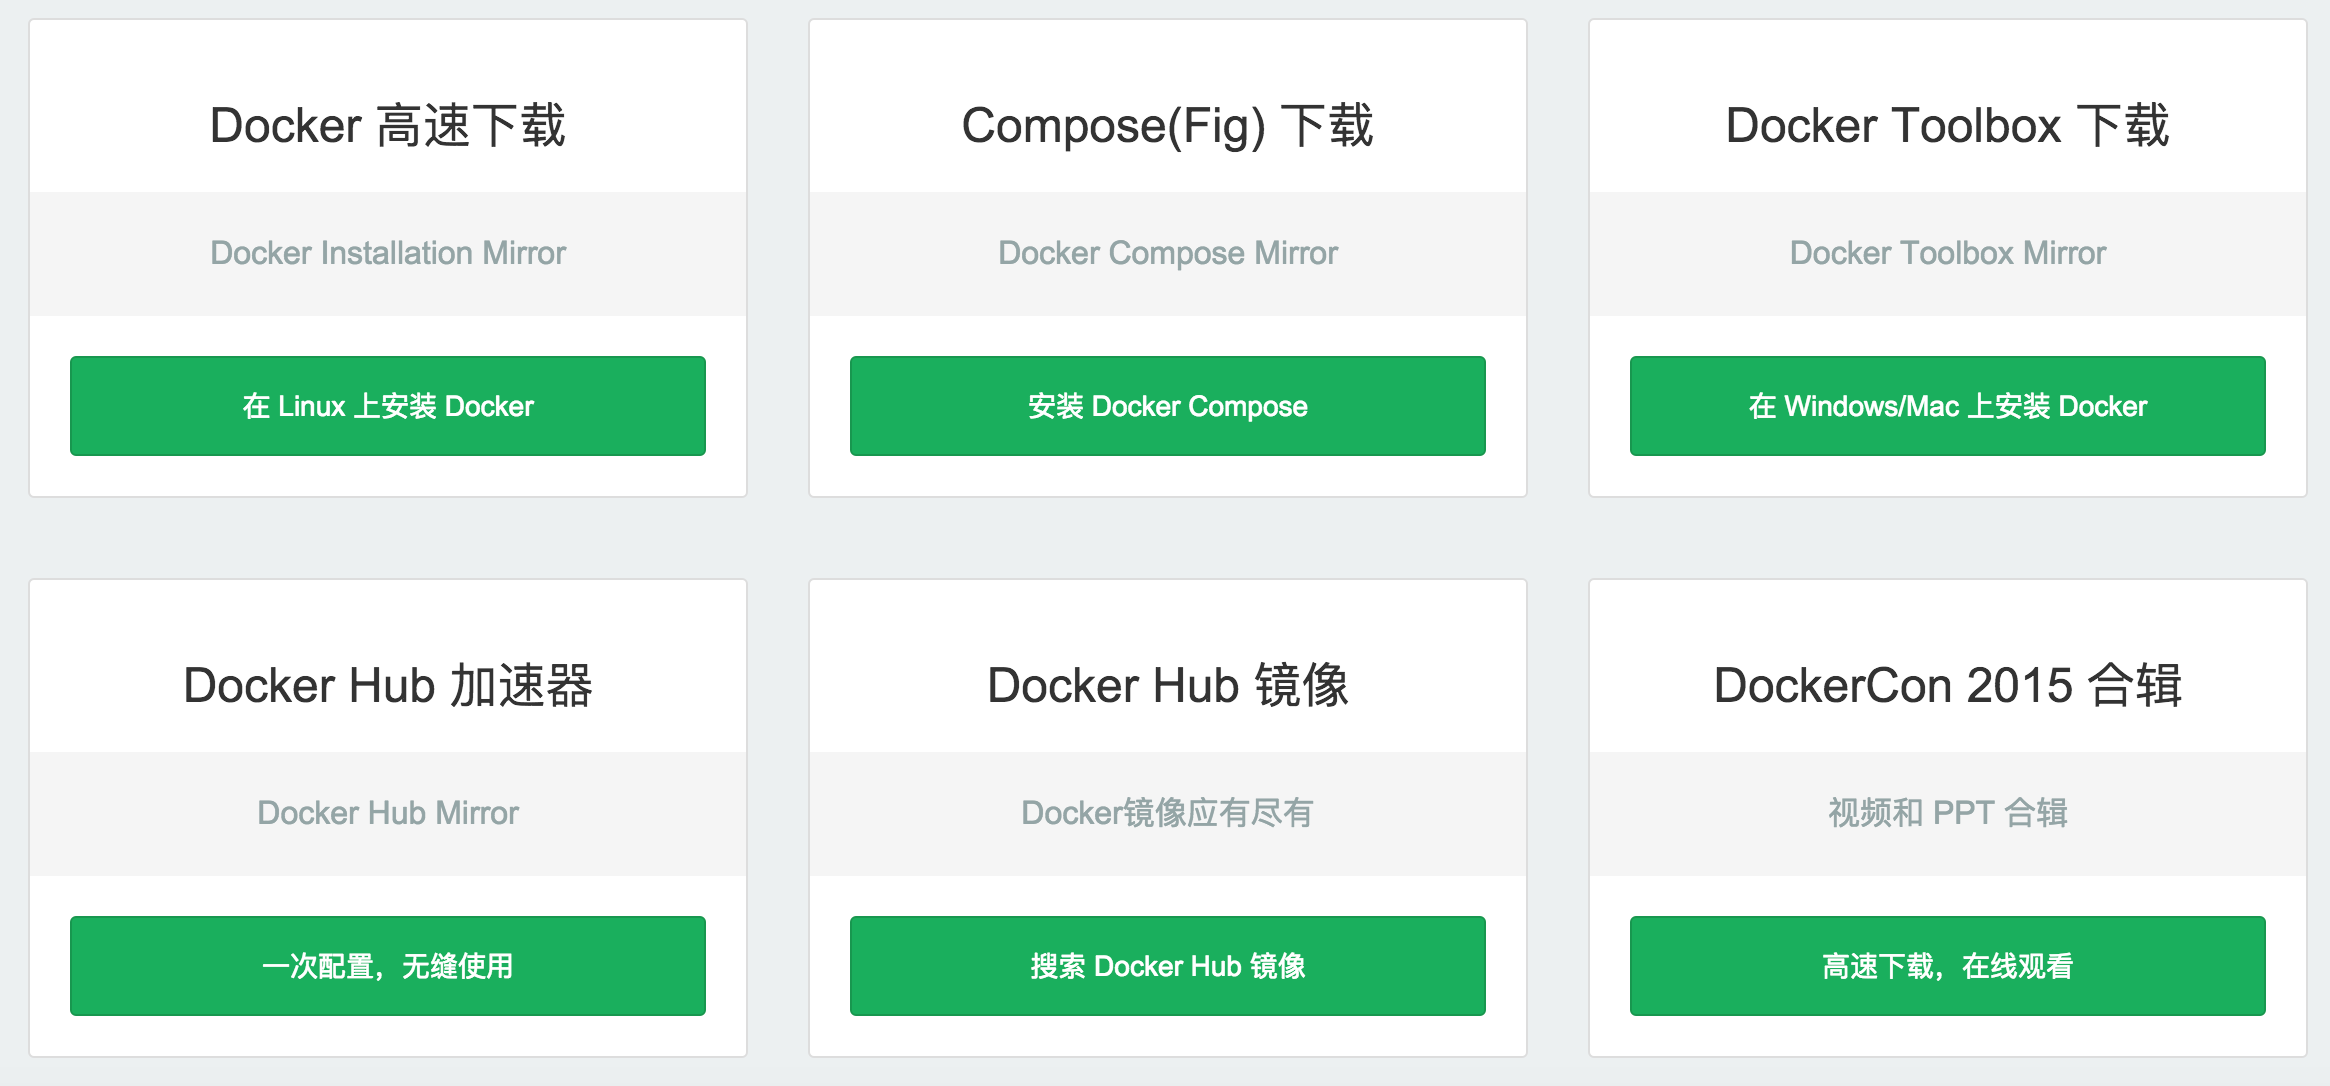 Docker 高速下载
Docker Installation Mirror
在 Linux 上安装 Docker
Compose(Fig) 下载
Docker Compose Mirror
安装 Docker Compose
Docker Toolbox 下载
Docker Toolbox Mirror
在 Windows/Mac 上安装 Docker
Docker Hub 加速器
Docker Hub Mirror
一次配置，无缝使用
Docker Hub 镜像
Docker镜像应有尽有
搜索 Docker Hub 镜像
DockerCon 2015 合辑
视频和 PPT 合辑
高速下载，在线观看